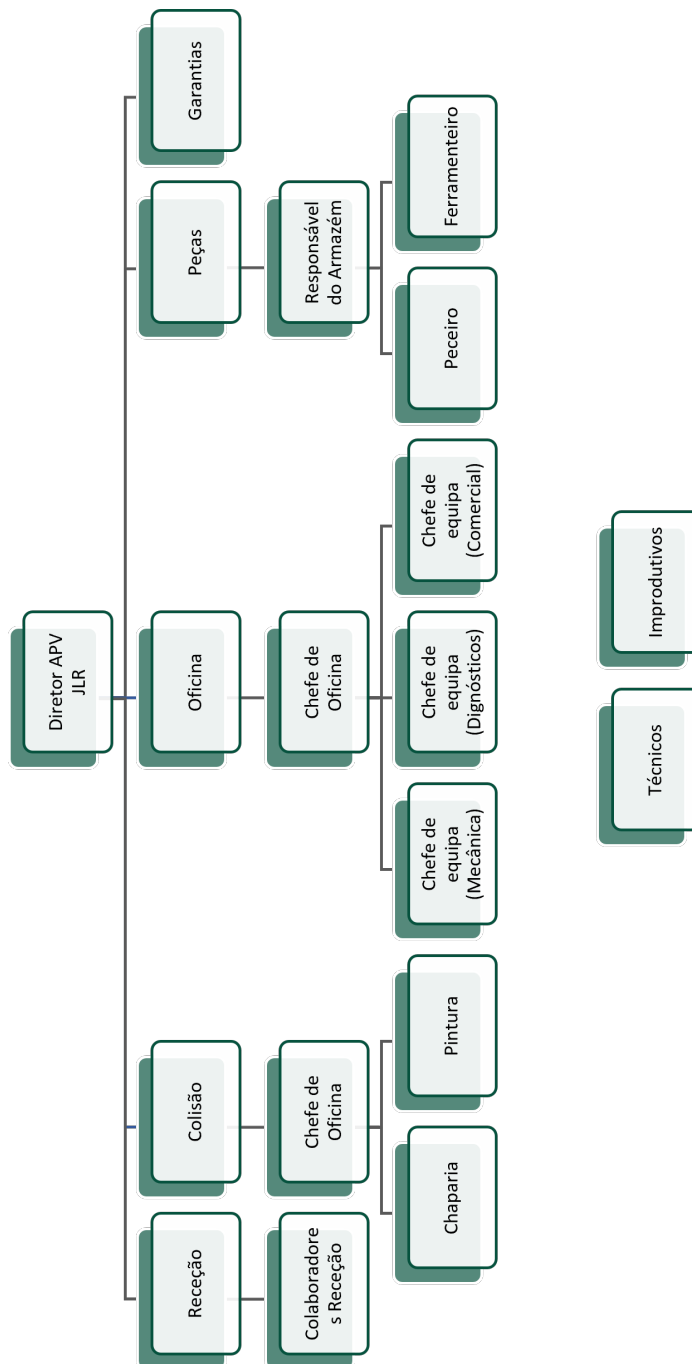 Diretor APV
JLR
Receção
Colisão
Oficina
Peças
Garantias
Colaboradore
s Receção
Chefe de
Oficina
Chefe de
Oficina
Responsável
do Armazém
Chaparia
Pintura
Chefe de
equipa
(Mecânica)
Chefe de
equipa
(Dignósticos)
Chefe de
equipa
(Comercial)
Peceiro
Ferramenteiro
Técnicos
Improdutivos